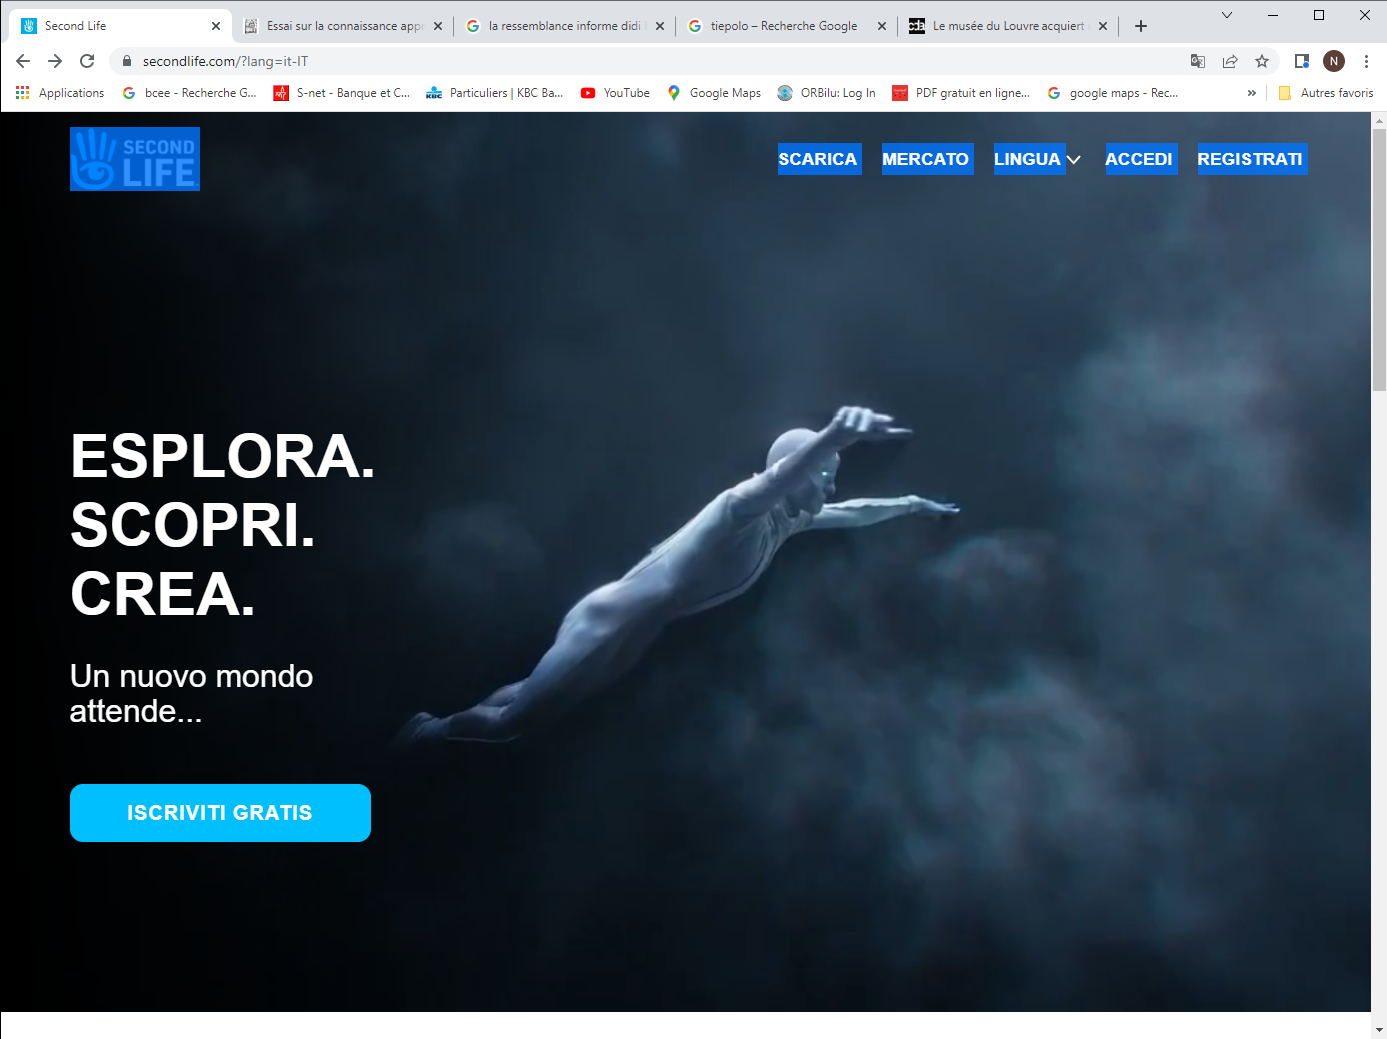 Second Life
Essai sur la connaissance appr
la ressemblance informe didi
tiepolo – Recherche Google
Le musée du Louvre acquiert
secondlife.com/?lang=it-IT
N
Applications
bcee - Recherche G...
S-net - Banque et C...
Particuliers | KBC Ba...
YouTube
Google Maps
ORBilu: Log In
PDF gratuit en ligne...
google maps - Rec...
»
Autres favoris
SECOND
LIFE
SCARICA
MERCATO
LINGUA
ACCEDI
REGISTRATI
ESPLORA.
SCOPRI.
CREA.
Un nuovo mondo
attende...
ISCRIVITI GRATIS